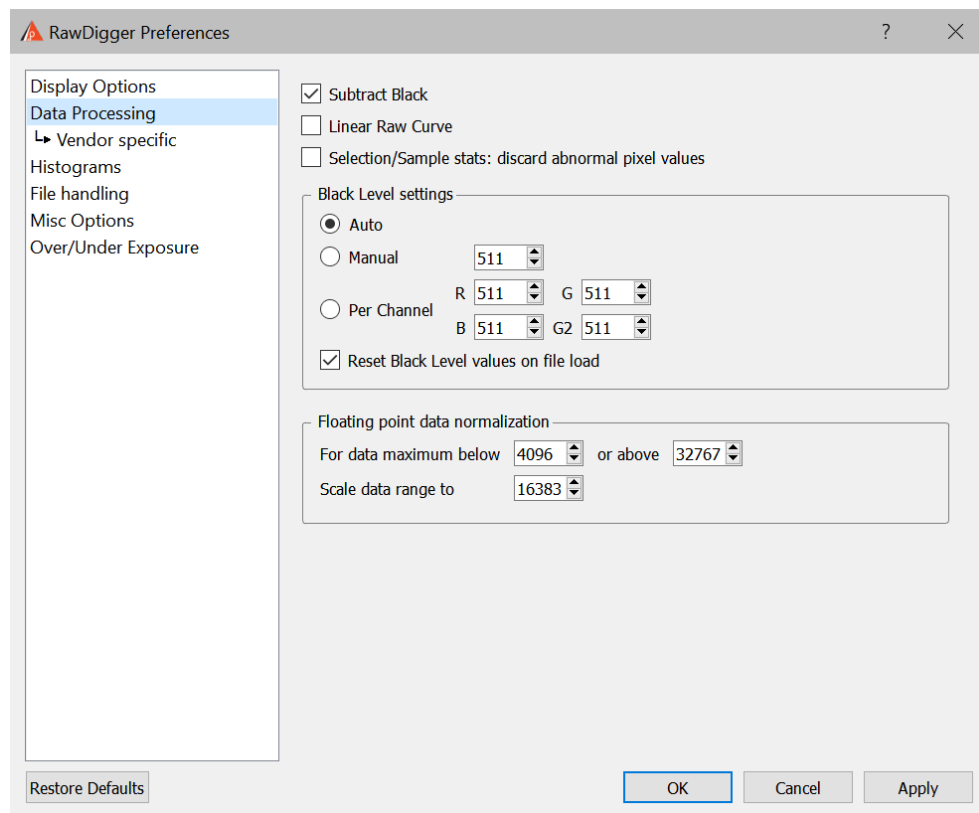 RawDigger Preferences ?
Display Options
Data Processing
Vendor specific
Histograms
File handling
Misc Options
Over/Under Exposure
Subtract Black
Linear Raw Curve
Selection/Sample stats: discard abnormal pixel values
Black Level settings
Auto
Manual 511
R 511 G 511
Per Channel
B 511 G2 511
Reset Black Level values on file load
Floating point data normalization
For data maximum below 4096 or above 32767
Scale data range to 16383
Restore Defaults OK Cancel Apply